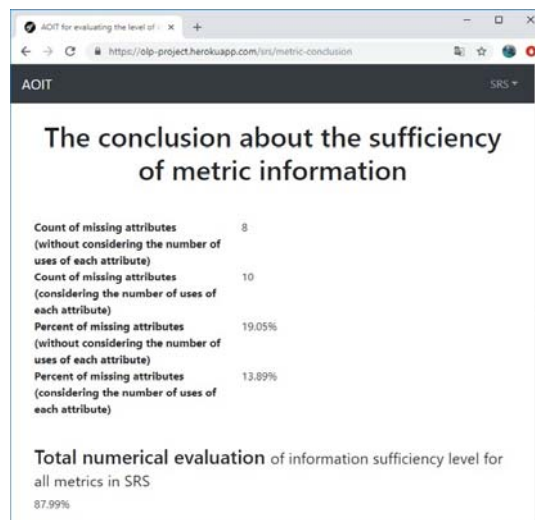 AOIT for evaluating the level of
https://olp-project.herokuapp.com/srs/metric-conclusion
AOIT SRS
The conclusion about the sufficiency
of metric information
Count of missing attributes 8
(without considering the number of
uses of each attribute)
Count of missing attributes 10
(considering the number of uses of
each attribute)
Percent of missing attributes 19.05%
(without considering the number of
uses of each attribute)
Percent of missing attributes 13.89%
(considering the number of uses of
each attribute)
Total numerical evaluation of information sufficiency level for
all metrics in SRS
87.99%